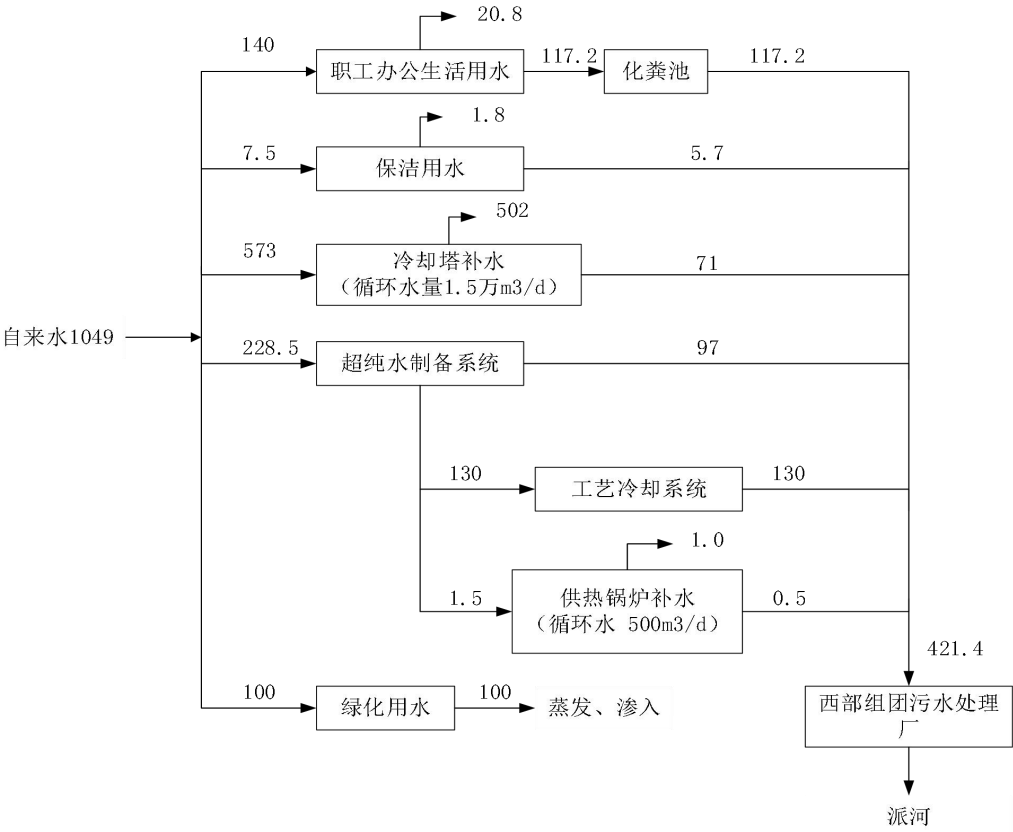 20.8
140
职工办公生活用水
117.2
化粪池
117.2
1.8
7.5
保洁用水
5.7
502
573
冷却塔补水
（循环水量1.5万m3/d）
71
自来水1049
228.5
超纯水制备系统
97
130
工艺冷却系统
130
1.0
1.5
供热锅炉补水
（循环水 500m3/d）
0.5
421.4
100
绿化用水
100
蒸发、渗入
西部组团污水处理
厂
派河